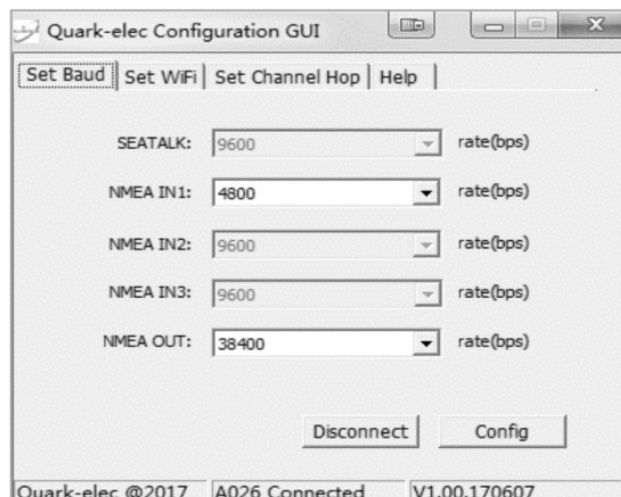 Quark-elec Configuration GUI
Set Baud Set WiFi Set Channel Hop Help
SEATALK: 9600 rate(bps)
NMEA IN1: 4800 rate(bps)
NMEA IN2: 9600 rate(bps)
NMEA IN3: 9600 rate(bps)
NMEA OUT: 38400 rate(bps)
Disconnect Config
Quark-elec @2017 A026 Connected V1.00.170607